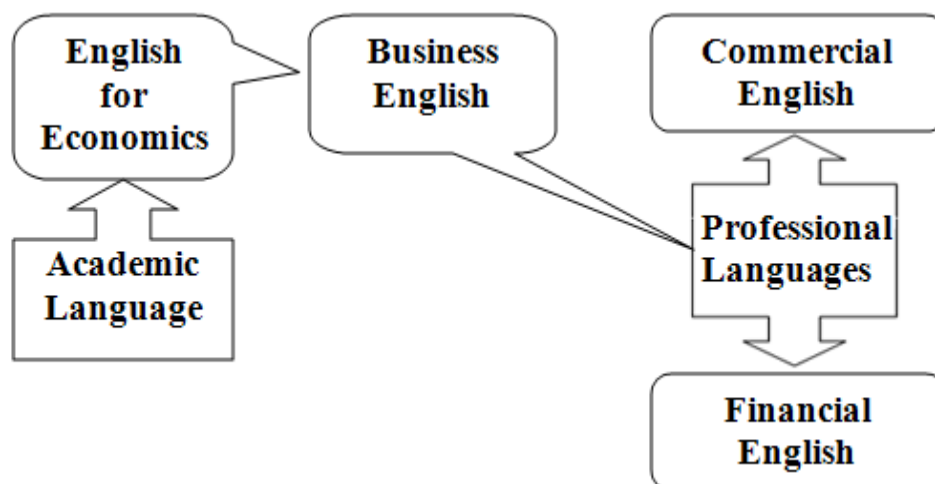 English
for
Economics
Business
English
Commercial
English
Academic
Language
Professional
Languages
Financial
English